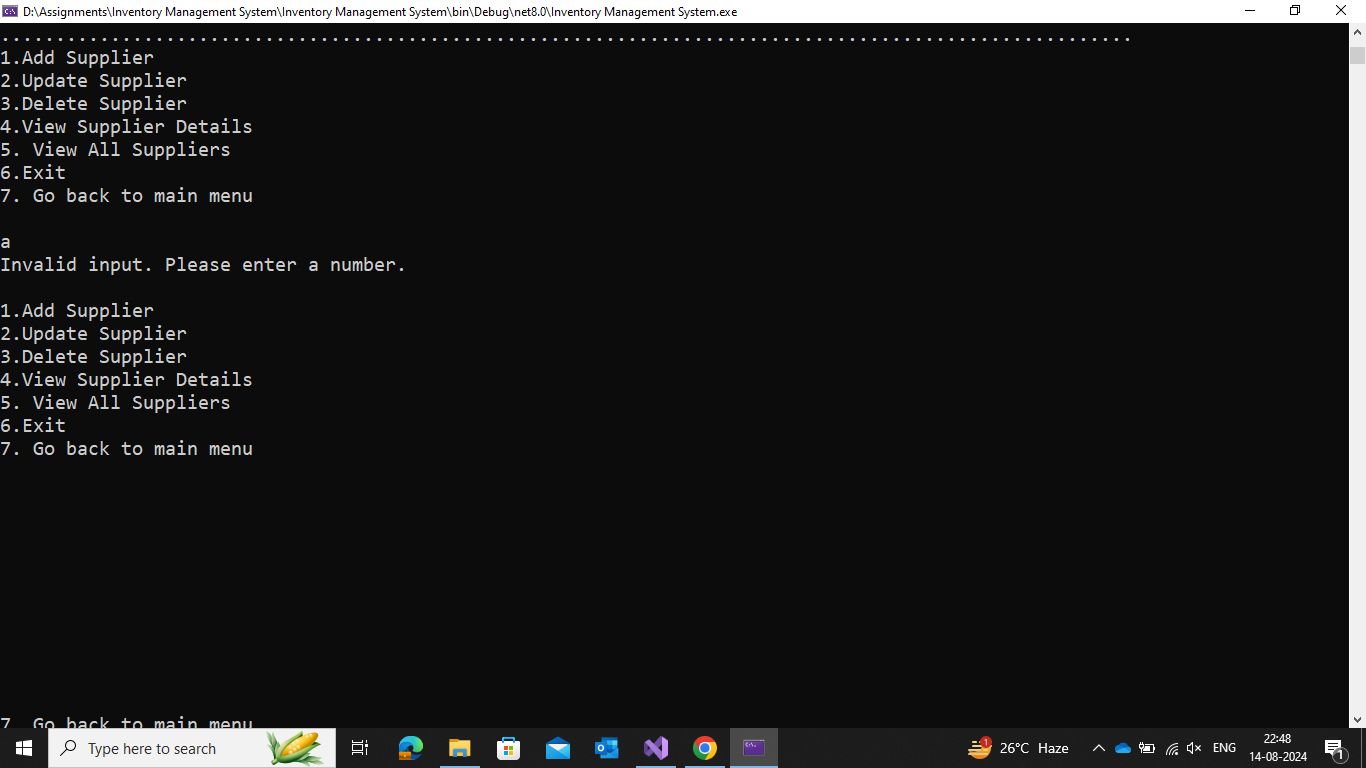 D:\Assignments\Inventory Management System\Inventory Management System\bin\Debug\net8.0\Inventory Management System.exe
.......................................................................................................
1.Add Supplier
2.Update Supplier
3.Delete Supplier
4.View Supplier Details
5. View All Suppliers
6.Exit
7. Go back to main menu
a
Invalid input. Please enter a number.
1.Add Supplier
2.Update Supplier
3.Delete Supplier
4.View Supplier Details
5. View All Suppliers
6.Exit
7. Go back to main menu
7. Go back to main menu
Type here to search
1
26°C Haze
ENG
22:48
14-08-2024
1